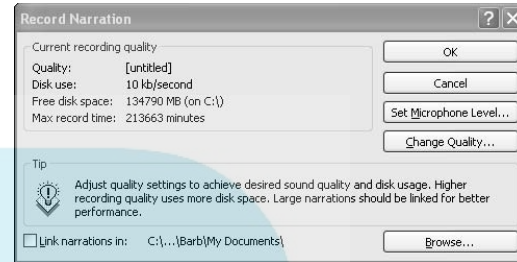 Record Narration
Current recording quality
Quality: [untitled]
Disk use: 10 kb/second
Free disk space: 134790 MB (on C:\)
Max record time: 213663 minutes
OK
Cancel
Set Microphone Level...
Change Quality...
Tip
Adjust quality settings to achieve desired sound quality and disk usage. Higher
recording quality uses more disk space. Large narrations should be linked for better
performance.
Link narrations in: C:\...\Barb\My Documents\
Browse...